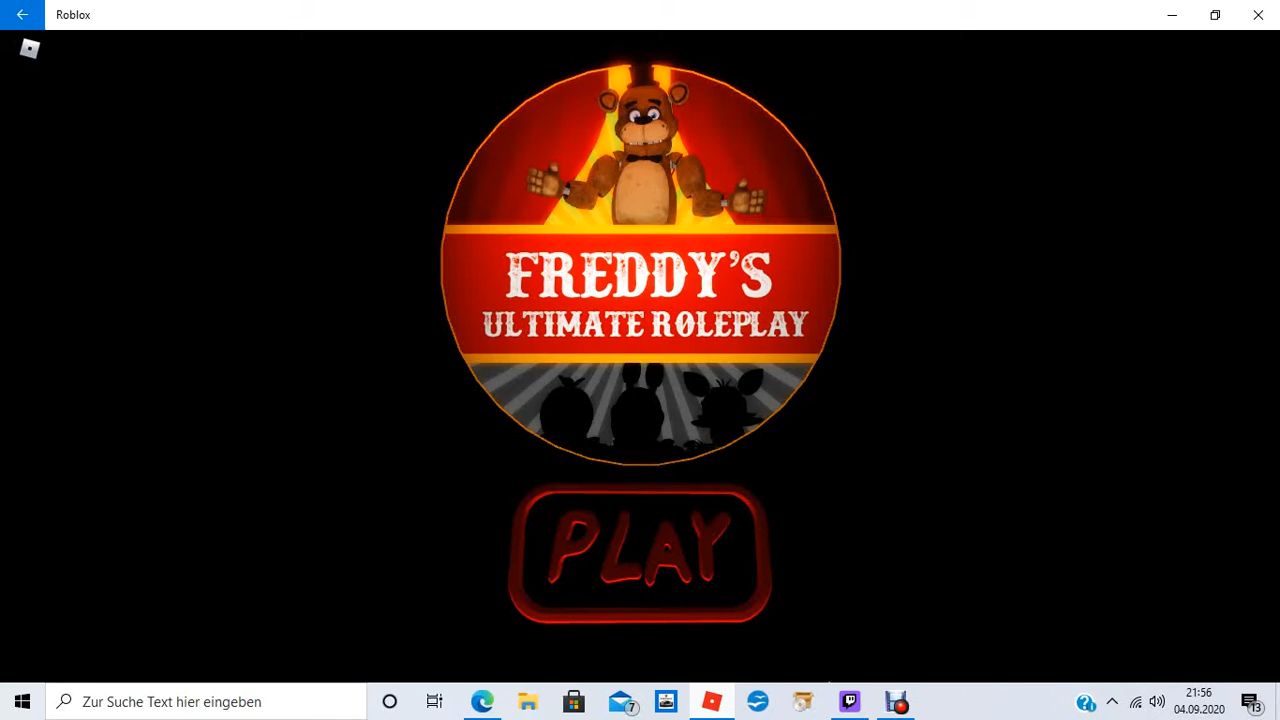 Roblox
FREDDY'S
ULTIMATE ROLEPLAY
PLAY
Zur Suche Text hier eingeben
7
21:56
04.09.2020
13